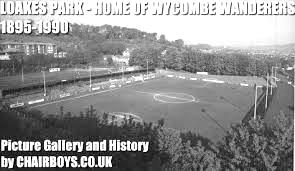 LOAKES PARK - HOME OF WYCOMBE WANDERERS
1895-1990
Picture Gallery and History
by CHAIRBOYS.CO.UK